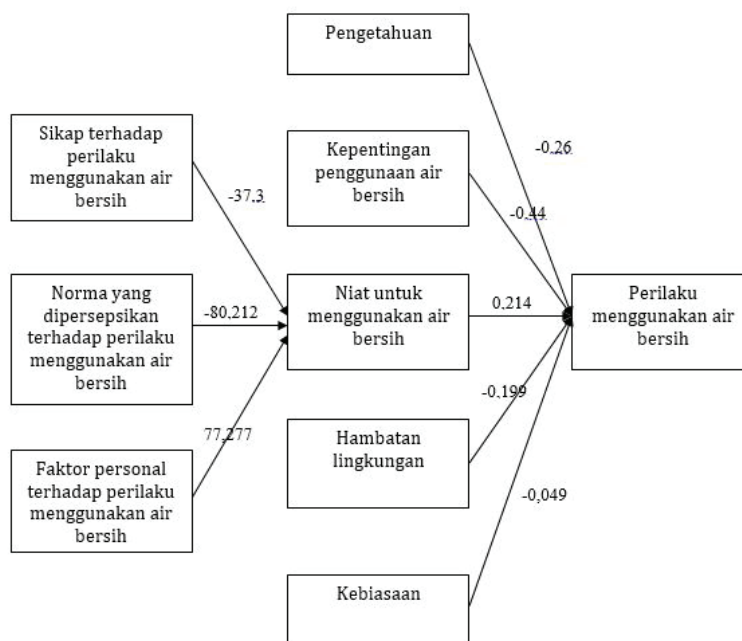 Pengetahuan
Sikap terhadap
perilaku
menggunakan air
bersih
Kepentingan
penggunaan air
bersih
-0.26
-37.3
-0.44
Norma yang
dipersepsikan
terhadap perilaku
menggunakan air
bersih
-80,212
Niat untuk
menggunakan air
bersih
0,214
Perilaku
menggunakan air
bersih
Faktor personal
terhadap perilaku
menggunakan air
bersih
77,277
Hambatan
lingkungan
-0,199
-0,049
Kebiasaan